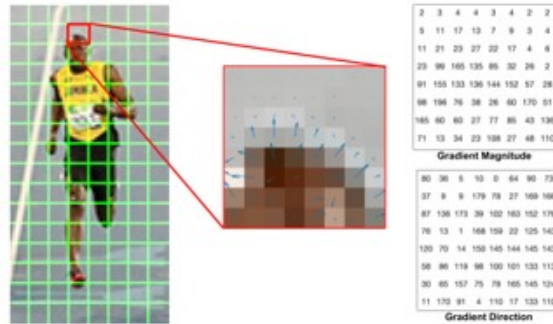 2 3 4 4 3 4 2 2
5 11 17 13 7 9 3 4
11 21 23 27 22 17 4 6
23 99 165 135 85 32 26 2
91 155 133 136 144 152 57 28
98 196 76 38 26 60 170 51
165 60 60 27 77 85 43 136
71 13 34 23 108 27 48 110
Gradient Magnitude
80 36 5 10 0 64 90 73
37 9 9 179 78 27 169 166
87 136 173 39 102 163 152 176
76 13 1 168 159 22 125 143
120 70 14 150 145 144 145 143
58 86 119 98 100 101 133 113
30 65 157 75 78 165 145 124
11 170 91 4 110 17 133 110
Gradient Direction